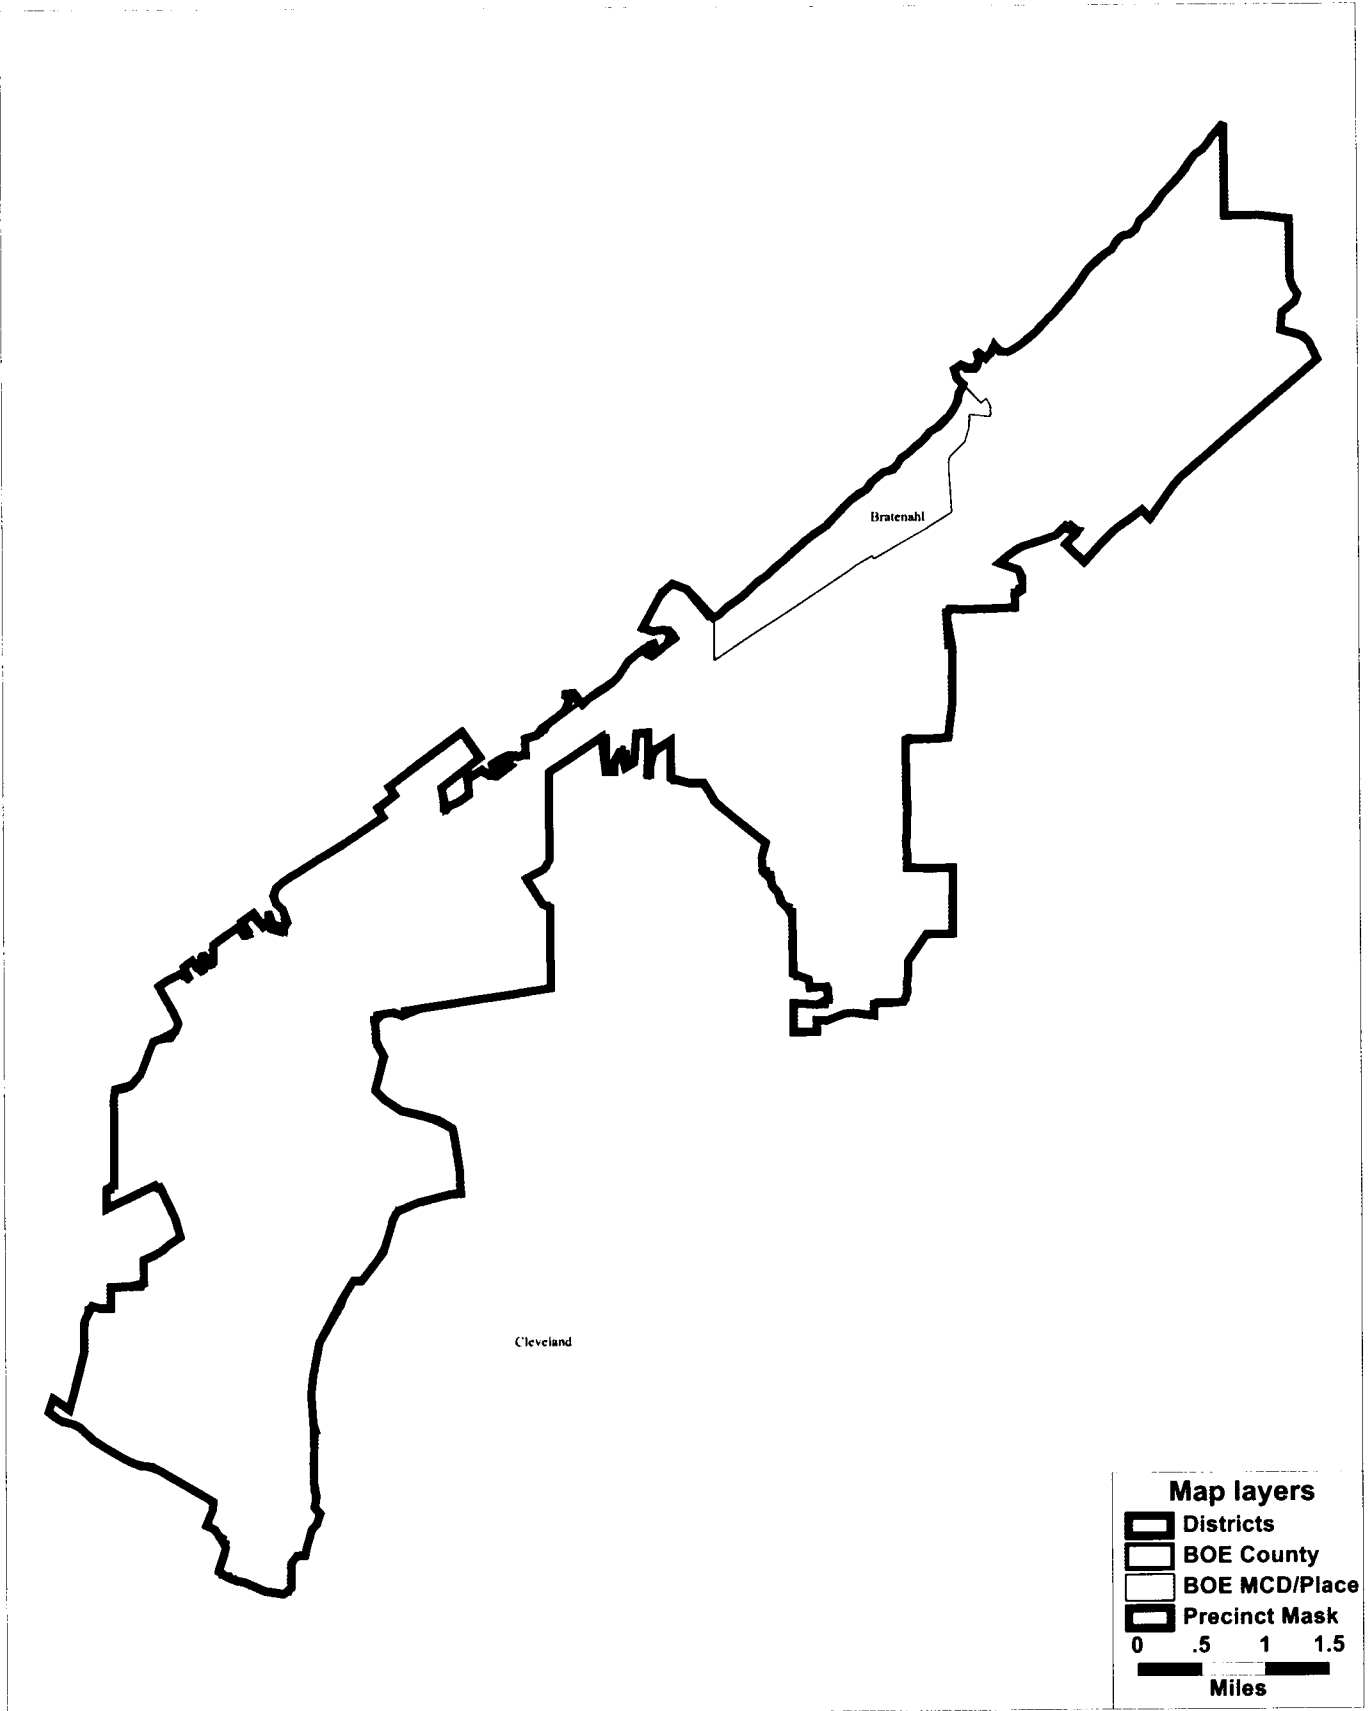 Bratenahl
Cleveland
Map layers
Districts
BOE County
BOE MCD/Place
Precinct Mask
0 .5 1 1.5
Miles